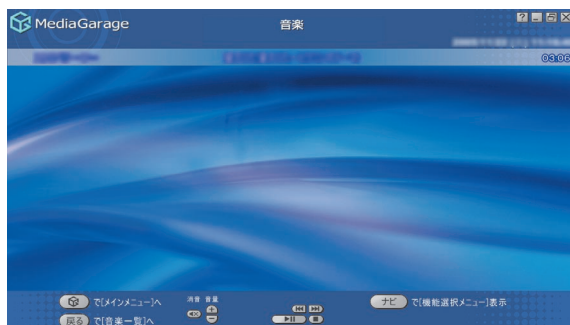 MediaGarage
音楽
03:06
で[メインメニュー]へ
消音 音量
ナビ で[機能選択メニュー]表示
戻る で[音楽一覧]へ